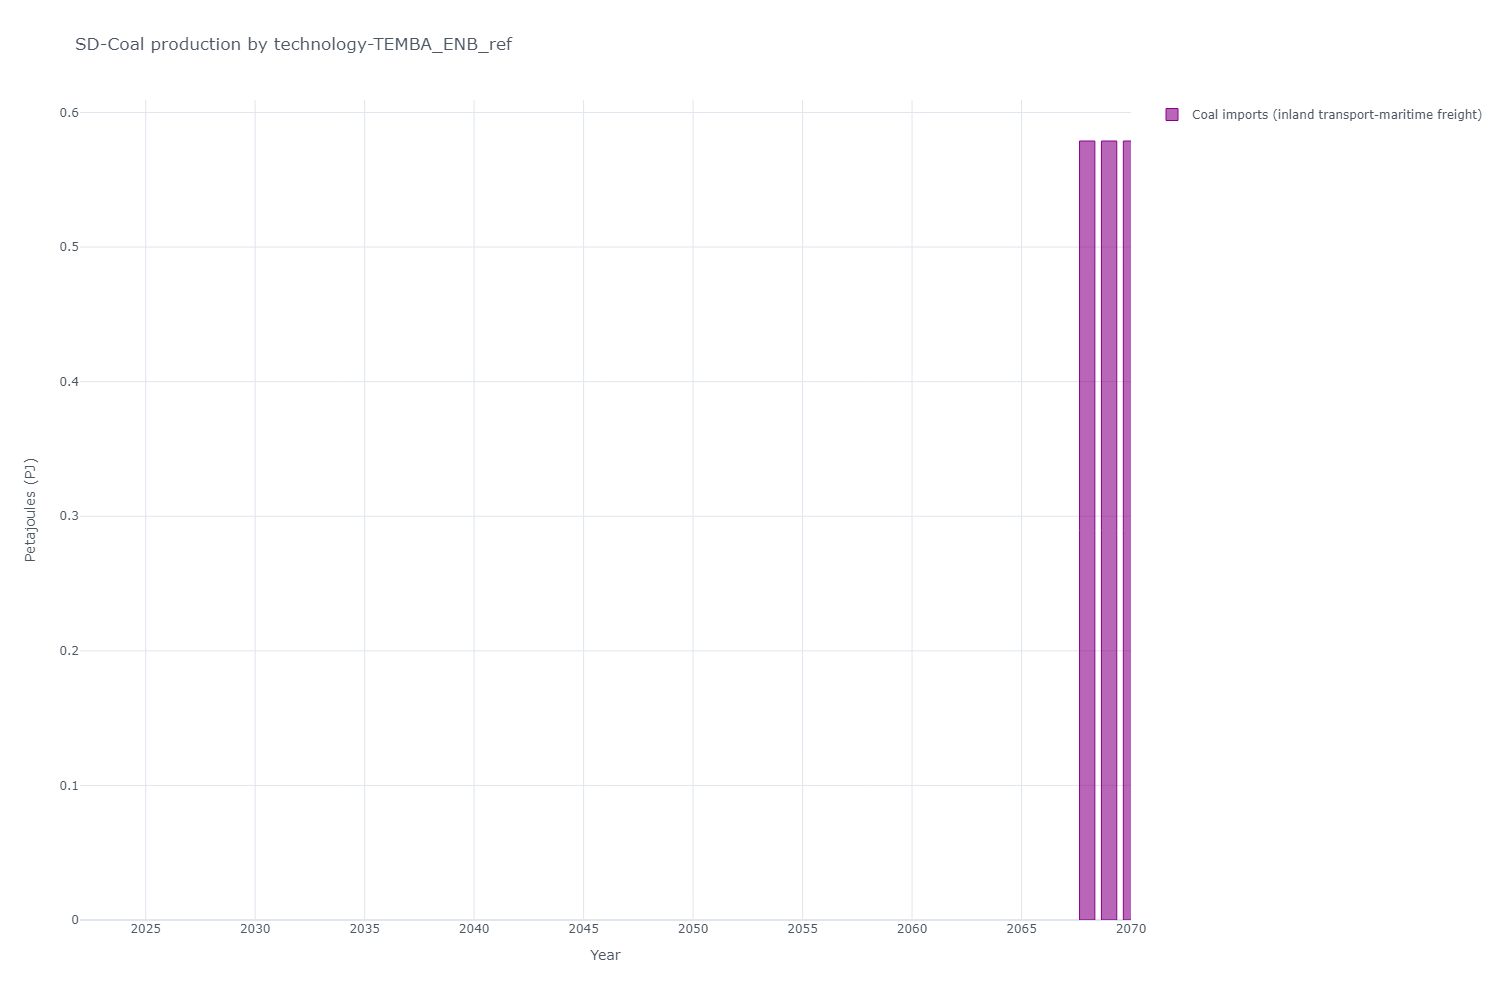 SD-Coal production by technology-TEMBA_ENB_ref
Coal imports (inland transport-maritime freight)
0.6
0.5
0.4
0.3
0.2
0.1
0
Petajoules (PJ)
2025 2030 2035 2040 2045 2050 2055 2060 2065 2070
Year